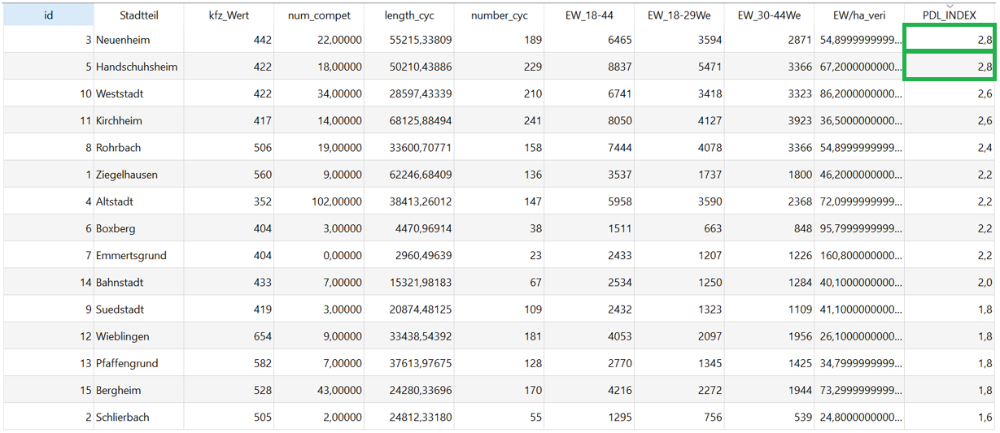 id Stadtteil kfz_Wert num_compet length_cyc number_cyc EW_18-44 EW_18-29We EW_30-44We EW/ha_veri PDL_INDEX
3 Neuenheim 442 22,00000 55215,33809 189 6465 3594 2871 54,8999999999... 2,8
5 Handschuhsheim 422 18,00000 50210,43886 229 8837 5471 3366 67,2000000000... 2,8
10 Weststadt 422 34,00000 28597,43339 210 6741 3418 3323 86,2000000000... 2,6
11 Kirchheim 417 14,00000 68125,88494 241 8050 4127 3923 36,5000000000... 2,6
8 Rohrbach 506 19,00000 33600,70771 158 7444 4078 3366 54,8999999999... 2,4
1 Ziegelhausen 560 9,00000 62246,68409 136 3537 1737 1800 46,2000000000... 2,2
4 Altstadt 352 102,00000 38413,26012 147 5958 3590 2368 72,0999999999... 2,2
6 Boxberg 404 3,00000 4470,96914 38 1511 663 848 95,7999999999... 2,2
7 Emmertsgrund 404 0,00000 2960,49639 23 2433 1207 1226 160,800000000... 2,2
14 Bahnstadt 433 7,00000 15321,98183 67 2534 1250 1284 40,1000000000... 2,0
9 Suedstadt 419 3,00000 20874,48125 109 2432 1323 1109 41,1000000000... 1,8
12 Wieblingen 654 9,00000 33438,54392 181 4053 2097 1956 26,1000000000... 1,8
13 Pfaffengrund 582 7,00000 37613,97675 128 2770 1345 1425 34,7999999999... 1,8
15 Bergheim 528 43,00000 24280,33696 170 4216 2272 1944 73,2999999999... 1,8
2 Schlierbach 505 2,00000 24812,33180 55 1295 756 539 24,8000000000... 1,6